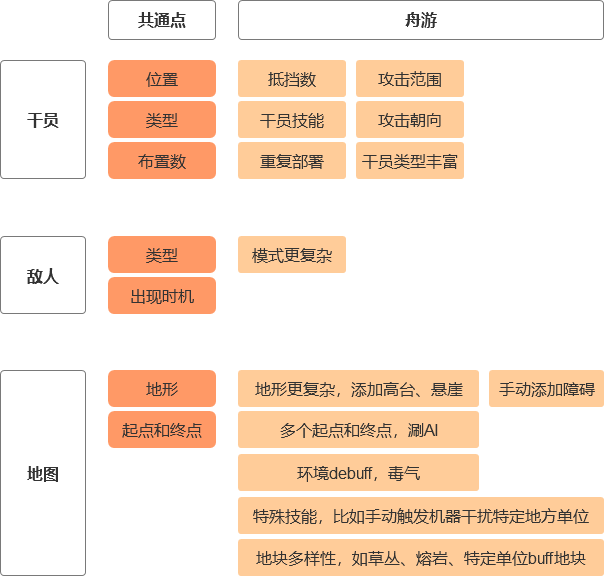 共通点
舟游
干员
位置
抵挡数
攻击范围
类型
干员技能
攻击朝向
布置数
重复部署
干员类型丰富
敌人
类型
模式更复杂
出现时机
地图
地形
地形更复杂，添加高台、悬崖
手动添加障碍
起点和终点
多个起点和终点，涮AI
环境debuff，毒气
特殊技能，比如手动触发机器干扰特定地方单位
地块多样性，如草丛、熔岩、特定单位buff地块